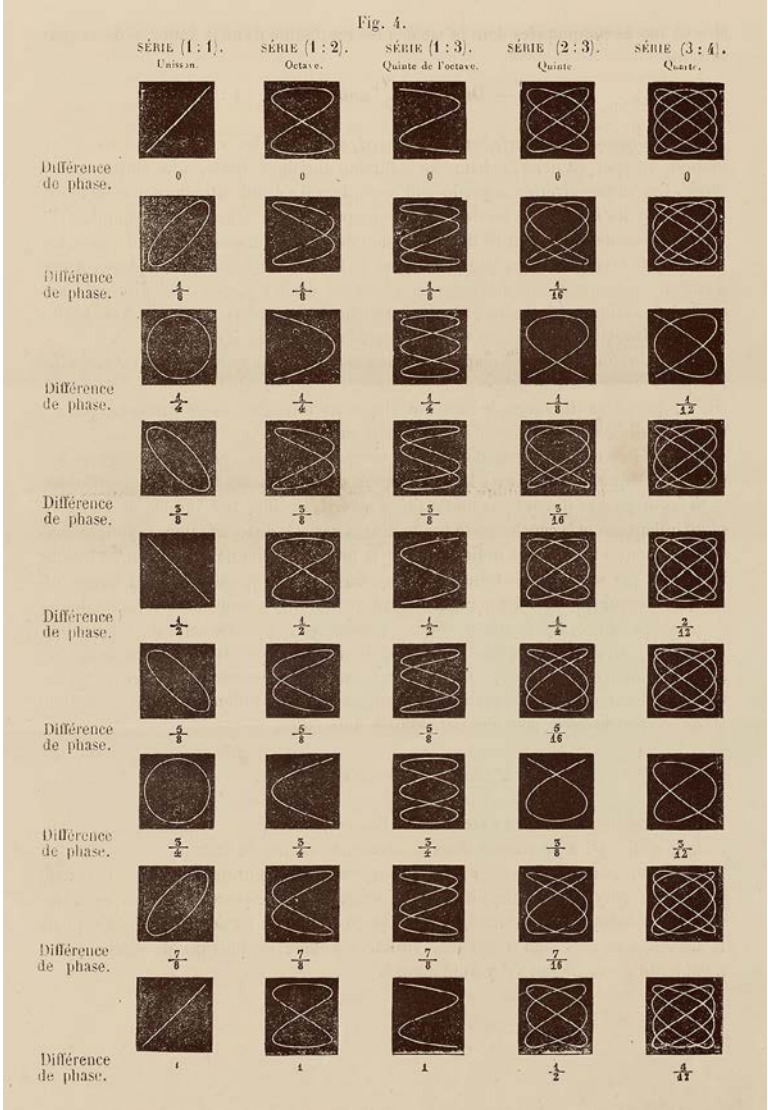 Fig. 4.
SÉRIE (1 : 1). SÉRIE (1 : 2). SÉRIE (1 : 3). SÉRIE (2 : 3). SÉRIE (3 : 4).
Unisson. Octave. Quinte de l'octave. Quinte Quarte.
Différence
de phase. 0 0 0 0 0
Différence
de phase. 1/8 1/8 1/8 1/16
Différence
de phase. 1/4 1/4 1/4 1/8 1/12
Différence
de phase. 3/8 3/8 3/8 3/16
Différence
de phase. 1/2 1/2 1/2 1/4 2/12
Différence
de phase. 5/8 5/8 5/8 5/16
Différence
de phase. 3/4 3/4 3/4 3/8 3/12
Différence
de phase. 7/8 7/8 7/8 7/16
Différence
de phase. 1 1 1 1/2 4/12